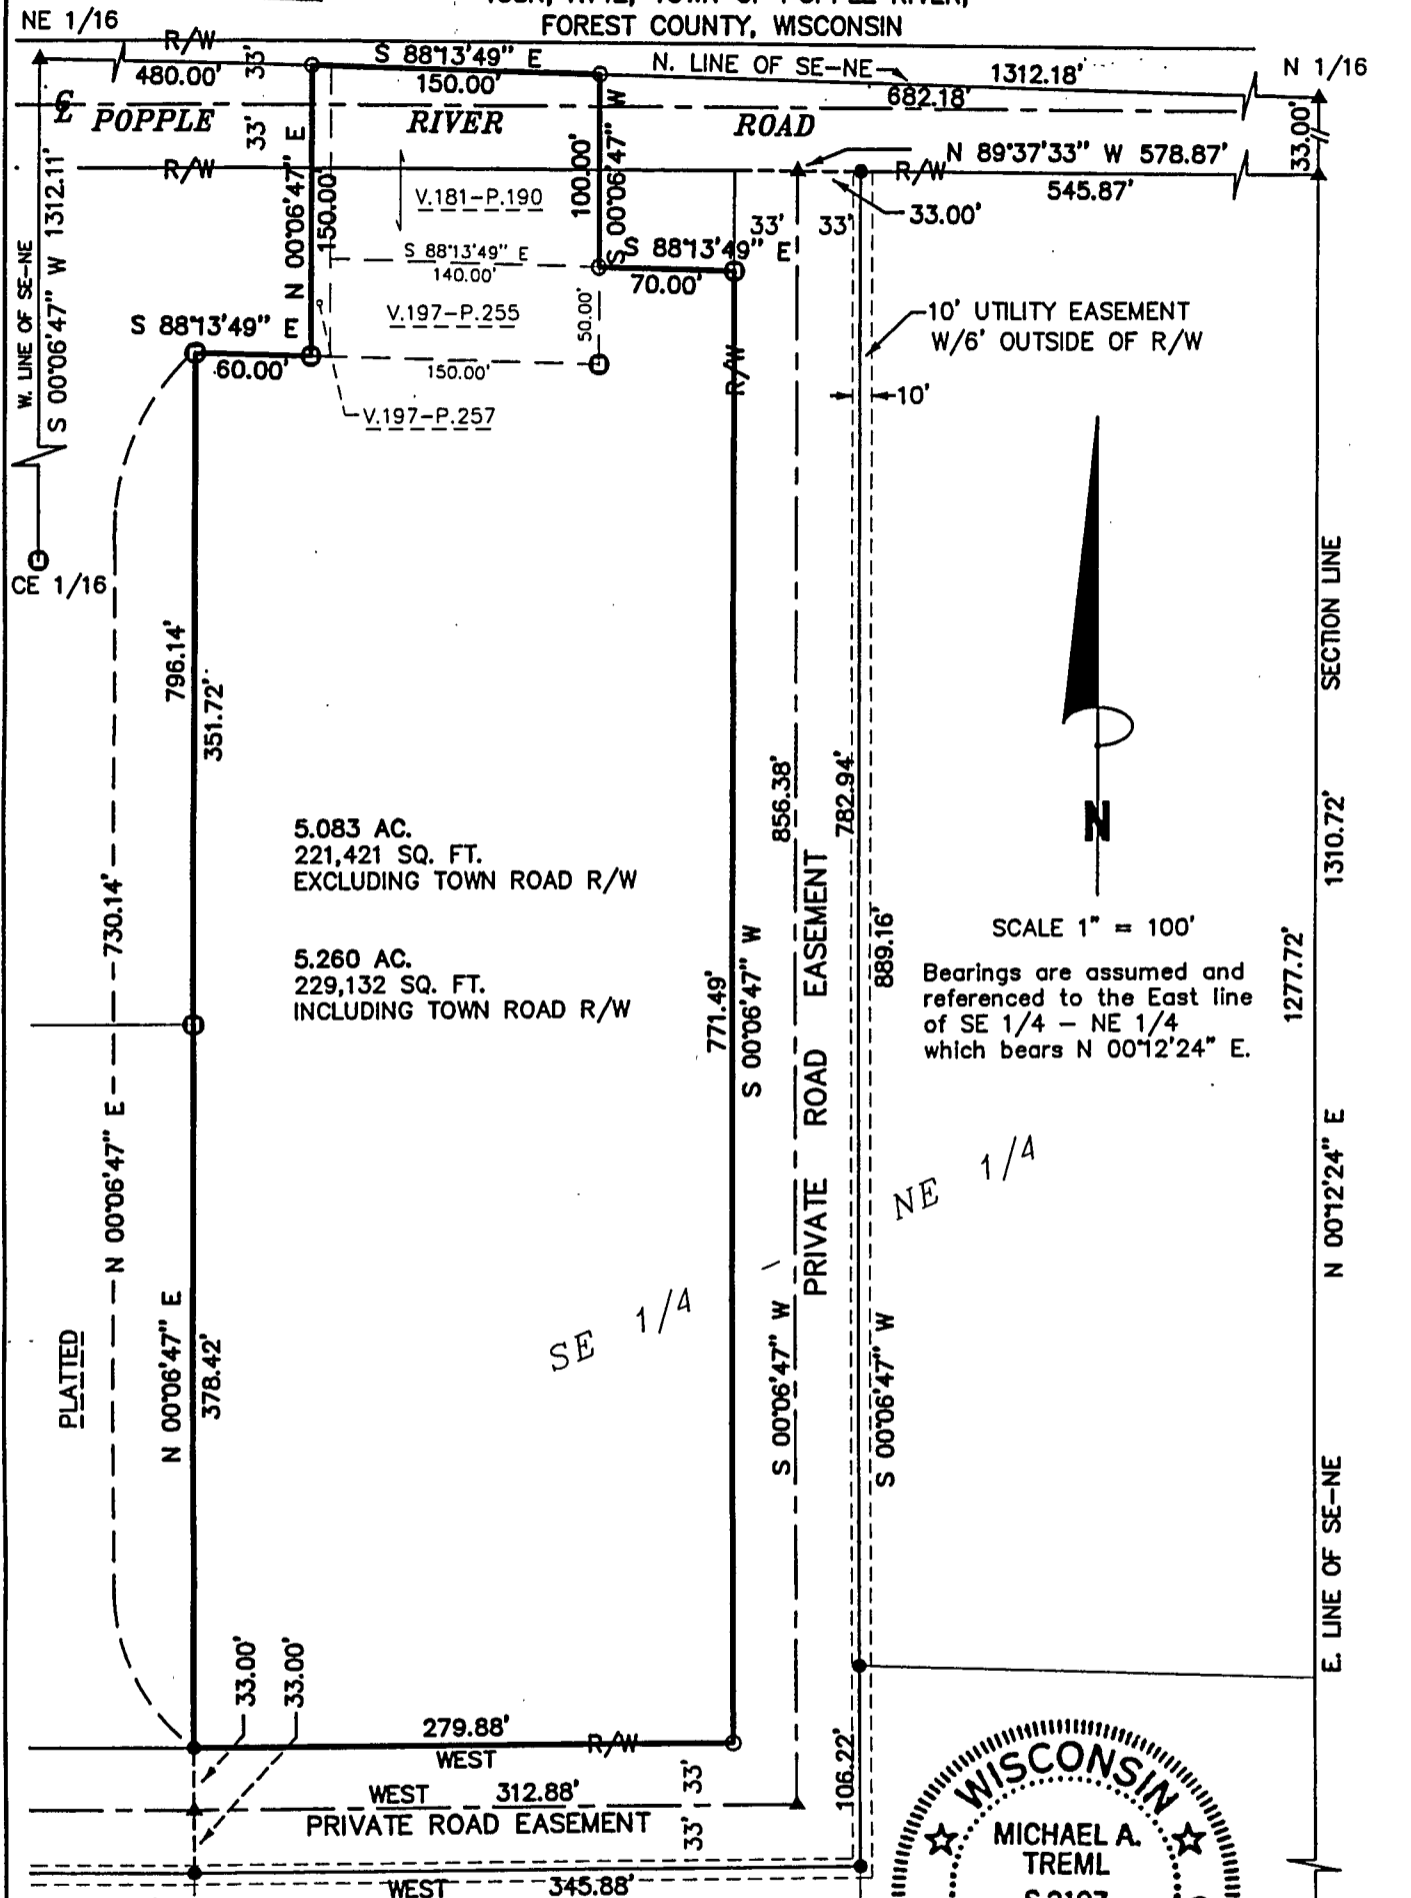 FOREST COUNTY, WISCONSIN
NE 1/16
R/W
480.00'
33'
S 88°13'49" E
150.00'
N. LINE OF SE-NE
1312.18'
682.18'
N 1/16
33.00'
℄ POPPLE RIVER ROAD
33'
R/W
N 89°37'33" W 578.87'
R/W
545.87'
33.00'
W. LINE OF SE-NE
S 00°06'47" W 1312.11'
N 00°06'47" E
150.00'
V.181-P.190
100.00'
S 00°06'47" W
33'
33'
S 88°13'49" E
140.00'
S 88°13'49" E
70.00'
V.197-P.255
50.00'
S 88°13'49" E
60.00'
150.00'
V.197-P.257
R/W
10' UTILITY EASEMENT
W/6' OUTSIDE OF R/W
10'
CE 1/16
SECTION LINE
796.14'
351.72'
730.14'
N 00°06'47" E
5.083 AC.
221,421 SQ. FT.
EXCLUDING TOWN ROAD R/W
5.260 AC.
229,132 SQ. FT.
INCLUDING TOWN ROAD R/W
856.38'
782.94'
771.49'
S 00°06'47" W
PRIVATE ROAD EASEMENT
889.16'
N
SCALE 1" = 100'
Bearings are assumed and
referenced to the East line
of SE 1/4 - NE 1/4
which bears N 00°12'24" E.
1310.72'
1277.72'
N 00°12'24" E
E. LINE OF SE-NE
SE 1/4
NE 1/4
PLATTED
N 00°06'47" E
378.42'
S 00°06'47" W
S 00°06'47" W
33.00'
33.00'
279.88'
WEST
R/W
WEST 312.88'
33'
33'
PRIVATE ROAD EASEMENT
106.22'
WEST 345.88'
WISCONSIN
MICHAEL A.
TREML